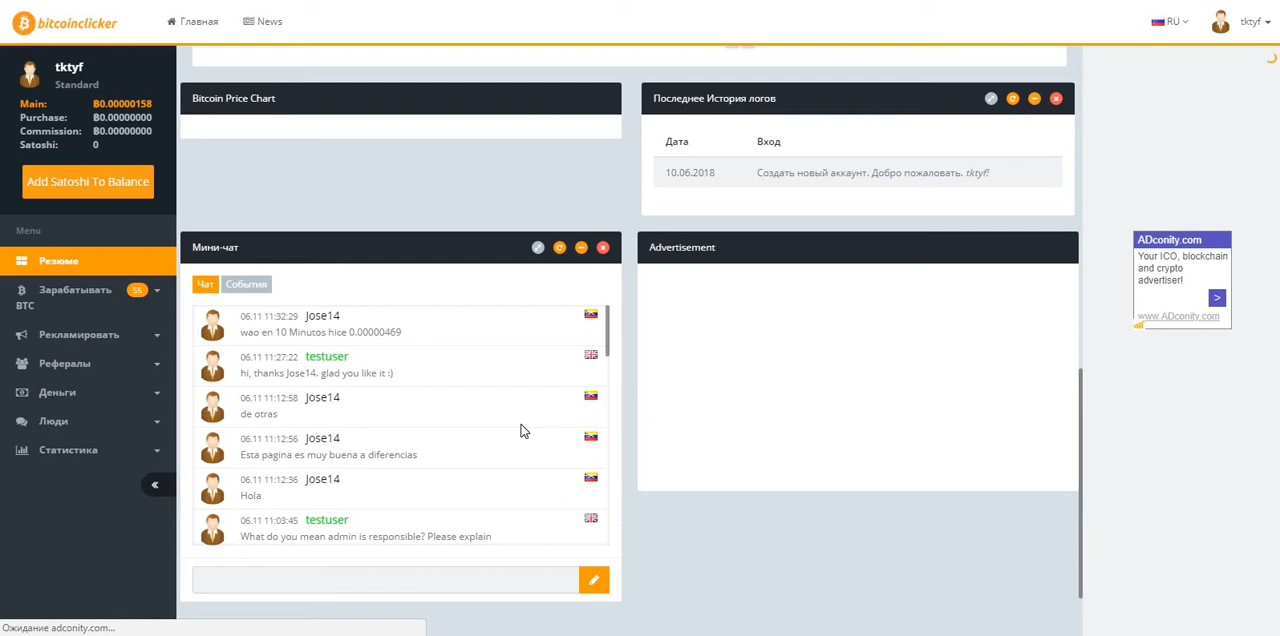 bitcoinclicker
Главная
News
RU
tktyf
tktyf
Standard
Main: ฿0.00000158
Purchase: ฿0.00000000
Commission: ฿0.00000000
Satoshi: 0
Add Satoshi To Balance
Menu
Резюме
Зарабатывать 55
BTC
Рекламировать
Рефералы
Деньги
Люди
Статистика
Bitcoin Price Chart
Последнее История логов
Дата Вход
10.06.2018 Создать новый аккаунт. Добро пожаловать. tktyf!
Мини-чат
Чат События
06.11 11:32:29 Jose14
wao en 10 Minutos hice 0.00000469
06.11 11:27:22 testuser
hi, thanks Jose14. glad you like it :)
06.11 11:12:58 Jose14
de otras
06.11 11:12:56 Jose14
Esta pagina es muy buena a diferencias
06.11 11:12:36 Jose14
Hola
06.11 11:03:45 testuser
What do you mean admin is responsible? Please explain
Advertisement
ADconity.com
Your ICO, blockchain
and crypto
advertiser!
>
www.ADconity.com
Ожидание adconity.com...